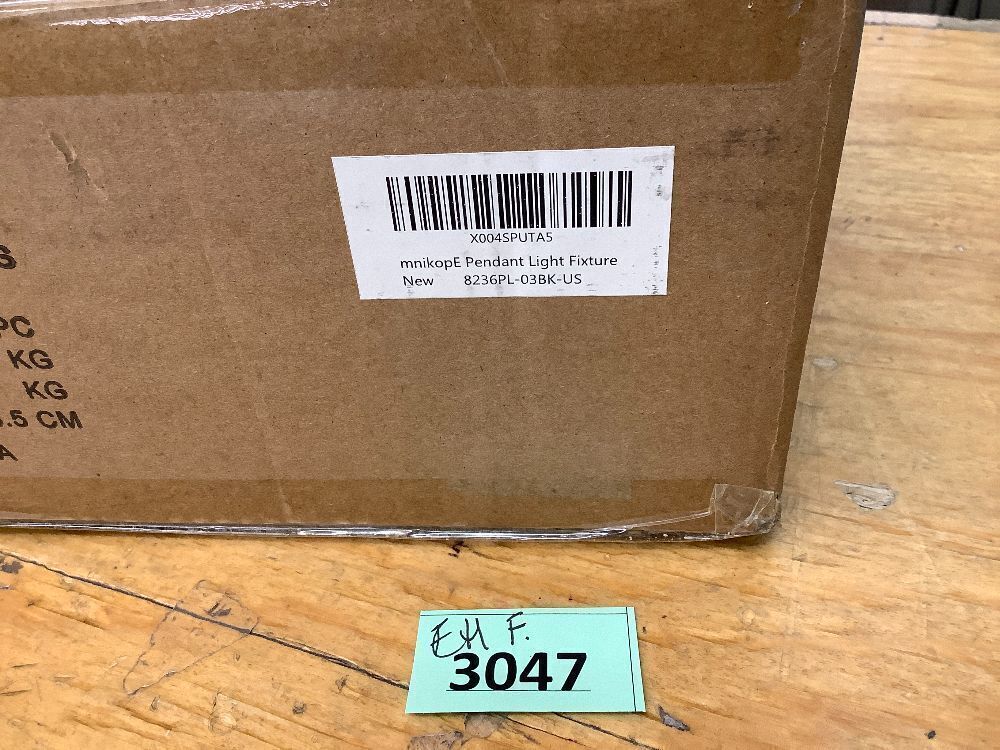 X004SPUTA5
mnikopE Pendant Light Fixture
New 8236PL-03BK-US
S
PC
KG
KG
.5 CM
A
EH F.
3047